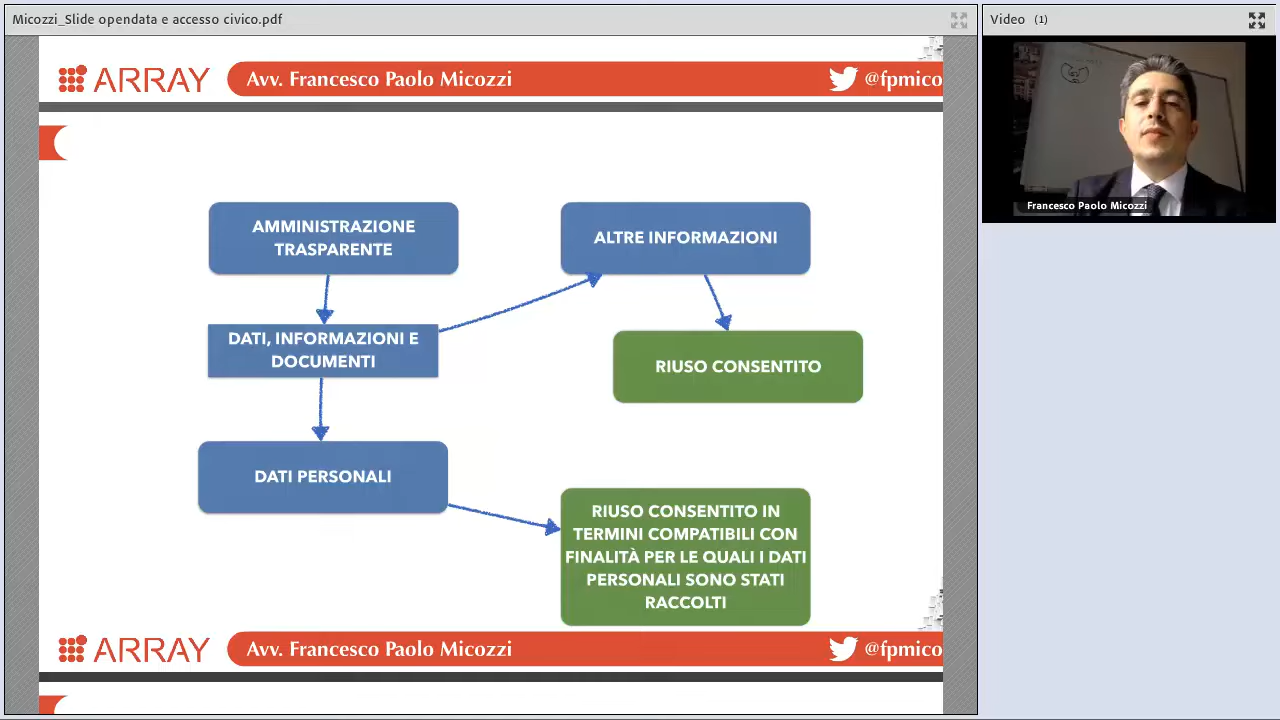 Micozzi_Slide opendata e accesso civico.pdf
Video (1)
ARRAY
Avv. Francesco Paolo Micozzi
@fpmico
Francesco Paolo Micozzi
AMMINISTRAZIONE
TRASPARENTE
ALTRE INFORMAZIONI
DATI, INFORMAZIONI E
DOCUMENTI
RIUSO CONSENTITO
DATI PERSONALI
RIUSO CONSENTITO IN
TERMINI COMPATIBILI CON
FINALITÀ PER LE QUALI I DATI
PERSONALI SONO STATI
RACCOLTI
ARRAY
Avv. Francesco Paolo Micozzi
@fpmico